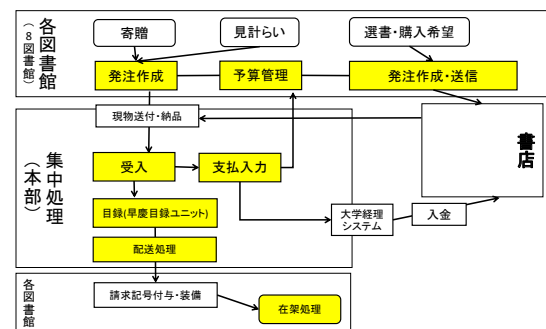 各図書館
(8図書館)
寄贈
見計らい
選書・購入希望
発注作成
予算管理
発注作成・送信
現物送付・納品
書店
集中処理
(本部)
受入
支払入力
目録(早慶目録ユニット)
大学経理
システム
入金
配送処理
各図書館
請求記号付与・装備
在架処理